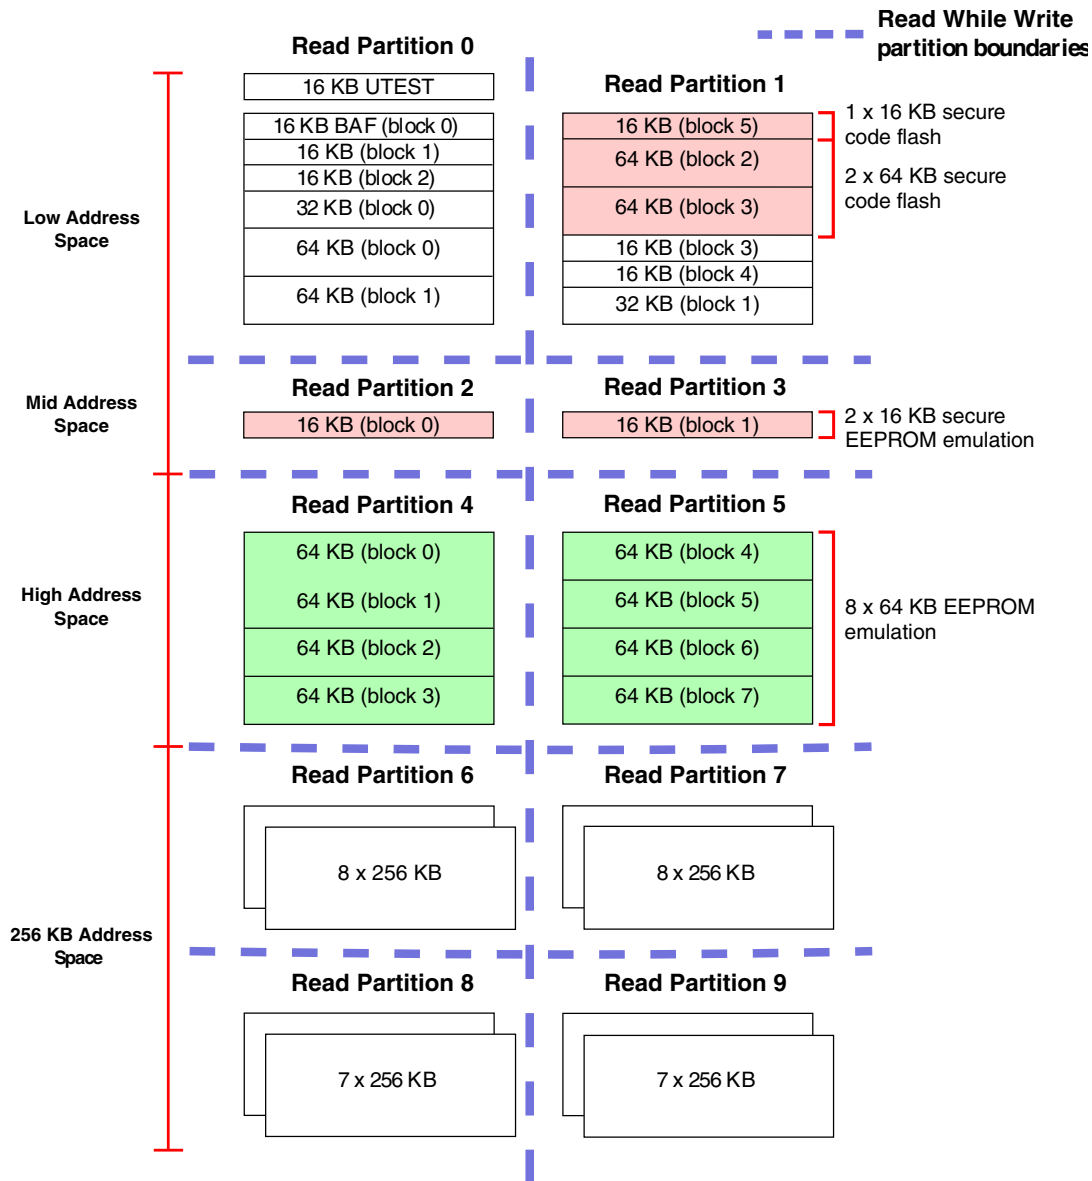 Read While Write
partition boundaries
Read Partition 0
16 KB UTEST
16 KB BAF (block 0)
16 KB (block 1)
16 KB (block 2)
32 KB (block 0)
64 KB (block 0)
64 KB (block 1)
Read Partition 1
16 KB (block 5)
64 KB (block 2)
64 KB (block 3)
16 KB (block 3)
16 KB (block 4)
32 KB (block 1)
1 x 16 KB secure
code flash
2 x 64 KB secure
code flash
Low Address
Space
Mid Address
Space
Read Partition 2
16 KB (block 0)
Read Partition 3
16 KB (block 1)
2 x 16 KB secure
EEPROM emulation
High Address
Space
Read Partition 4
64 KB (block 0)
64 KB (block 1)
64 KB (block 2)
64 KB (block 3)
Read Partition 5
64 KB (block 4)
64 KB (block 5)
64 KB (block 6)
64 KB (block 7)
8 x 64 KB EEPROM
emulation
256 KB Address
Space
Read Partition 6
8 x 256 KB
Read Partition 7
8 x 256 KB
Read Partition 8
7 x 256 KB
Read Partition 9
7 x 256 KB